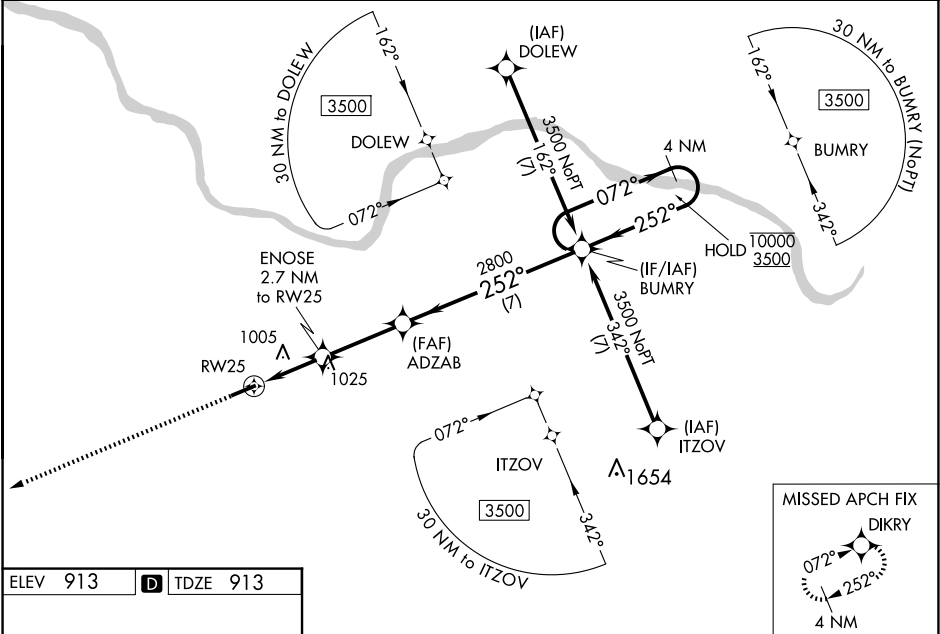 30 NM to DOLEW
162°
3500
DOLEW
072°
(IAF)
DOLEW
3500 NoPT
162°
(7)
4 NM
072°
252°
HOLD
10000
3500
30 NM to BUMRY (NoPT)
162°
3500
BUMRY
342°
(IF/IAF)
BUMRY
2800
252°
(7)
3500 NoPT
342°
(7)
ENOSE
2.7 NM
to RW25
(FAF)
ADZAB
1005
1025
RW25
(IAF)
ITZOV
1654
072°
ITZOV
3500
342°
30 NM to ITZOV
MISSED APCH FIX
DIKRY
072°
252°
4 NM
ELEV 913 D TDZE 913